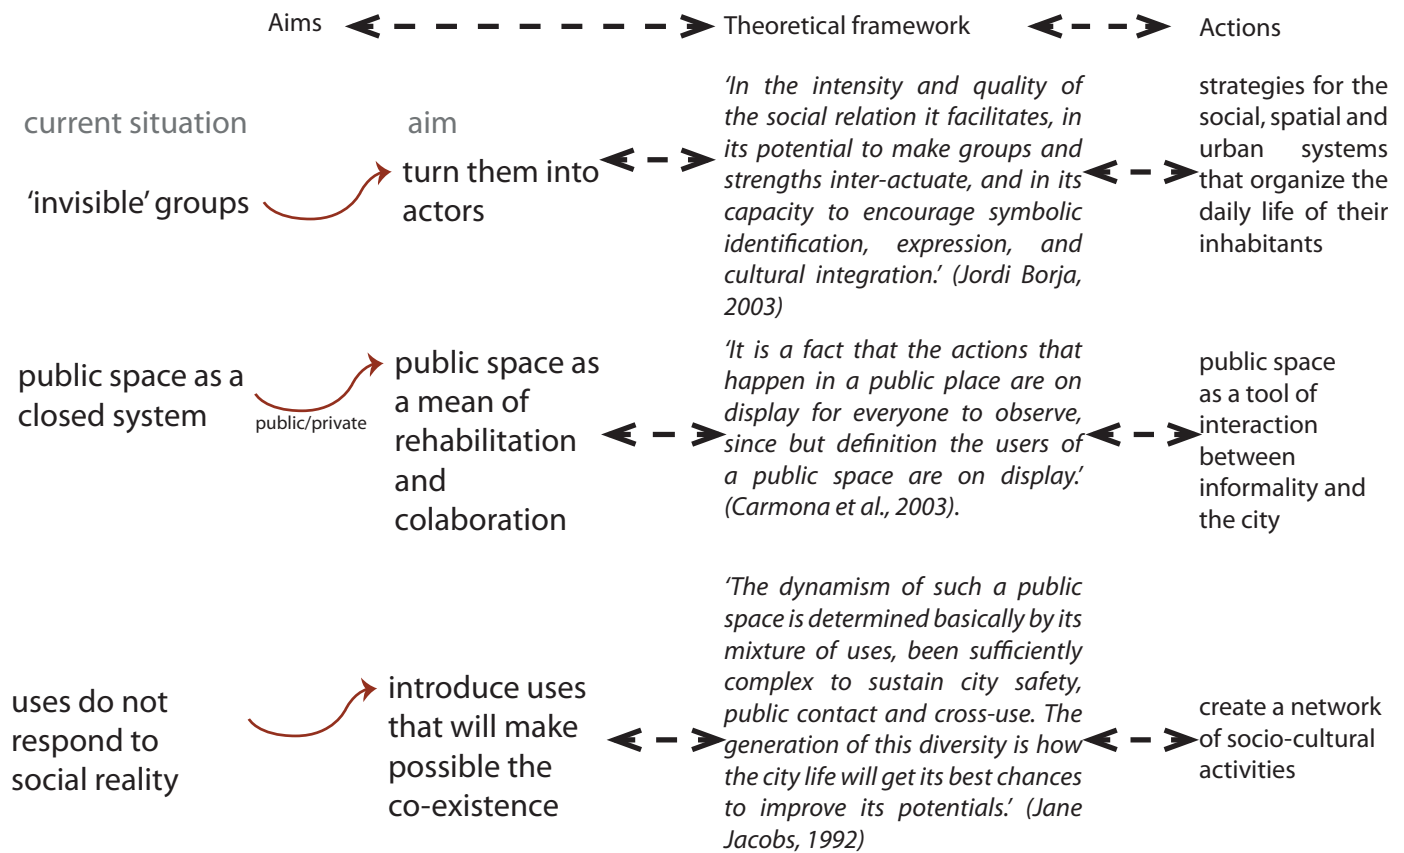 Aims
Theoretical framework
Actions
current situation
aim
'invisible' groups
turn them into
actors
‘In the intensity and quality of
the social relation it facilitates, in
its potential to make groups and
strengths inter-actuate, and in its
capacity to encourage symbolic
identification, expression, and
cultural integration.’ (Jordi Borja,
2003)
strategies for the
social, spatial and
urban systems
that organize the
daily life of their
inhabitants
public space as a
closed system
public/private
public space as
a mean of
rehabilitation
and
colaboration
‘It is a fact that the actions that
happen in a public place are on
display for everyone to observe,
since but definition the users of
a public space are on display.’
(Carmona et al., 2003).
public space
as a tool of
interaction
between
informality and
the city
uses do not
respond to
social reality
introduce uses
that will make
possible the
co-existence
‘The dynamism of such a public
space is determined basically by its
mixture of uses, been sufficiently
complex to sustain city safety,
public contact and cross-use. The
generation of this diversity is how
the city life will get its best chances
to improve its potentials.’ (Jane
Jacobs, 1992)
create a network
of socio-cultural
activities